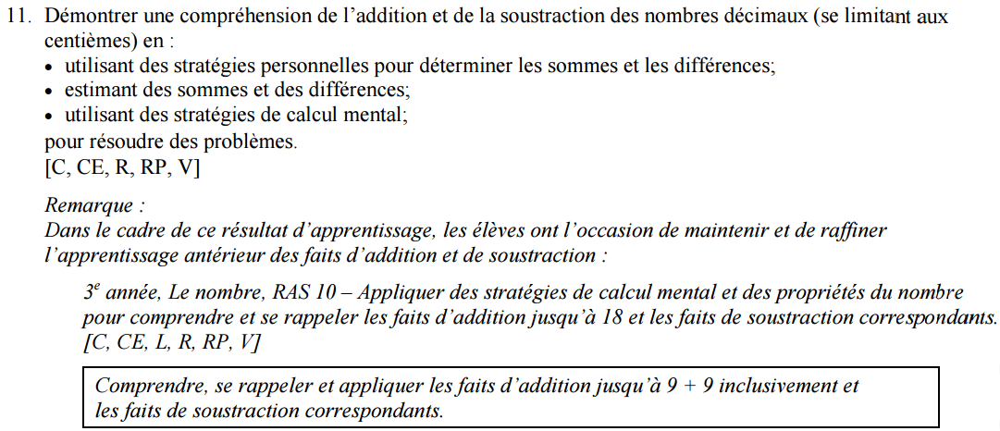 11. Démontrer une compréhension de l’addition et de la soustraction des nombres décimaux (se limitant aux
centièmes) en :
• utilisant des stratégies personnelles pour déterminer les sommes et les différences;
• estimant des sommes et des différences;
• utilisant des stratégies de calcul mental;
pour résoudre des problèmes.
[C, CE, R, RP, V]
Remarque :
Dans le cadre de ce résultat d’apprentissage, les élèves ont l’occasion de maintenir et de raffiner
l’apprentissage antérieur des faits d’addition et de soustraction :
3e année, Le nombre, RAS 10 – Appliquer des stratégies de calcul mental et des propriétés du nombre
pour comprendre et se rappeler les faits d’addition jusqu’à 18 et les faits de soustraction correspondants.
[C, CE, L, R, RP, V]
Comprendre, se rappeler et appliquer les faits d’addition jusqu’à 9 + 9 inclusivement et
les faits de soustraction correspondants.